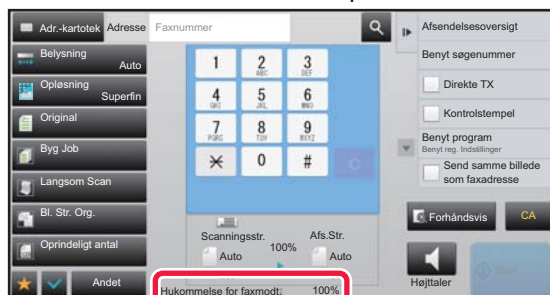 Adr.-kartotek
Adresse
Faxnummer
Belysning
Auto
Opløsning
Superfin
Original
Byg Job
Langsom Scan
Bl. Str. Org.
Oprindeligt antal
Andet
1
2
ABC
3
DEF
4
GHI
5
JKL
6
MNO
7
PQRS
8
TUV
9
WXYZ
0
#
C
Scanningsstr.
100%
Afs.Str.
Auto
Auto
Hukommelse for faxmodt.:
100%
Afsendelsesoversigt
Benyt søgenummer
Direkte TX
Kontrolstempel
Benyt program
Benyt reg. Indstillinger
Send samme billede
som faxadresse
Forhåndsvis
CA
Højttaler
Start